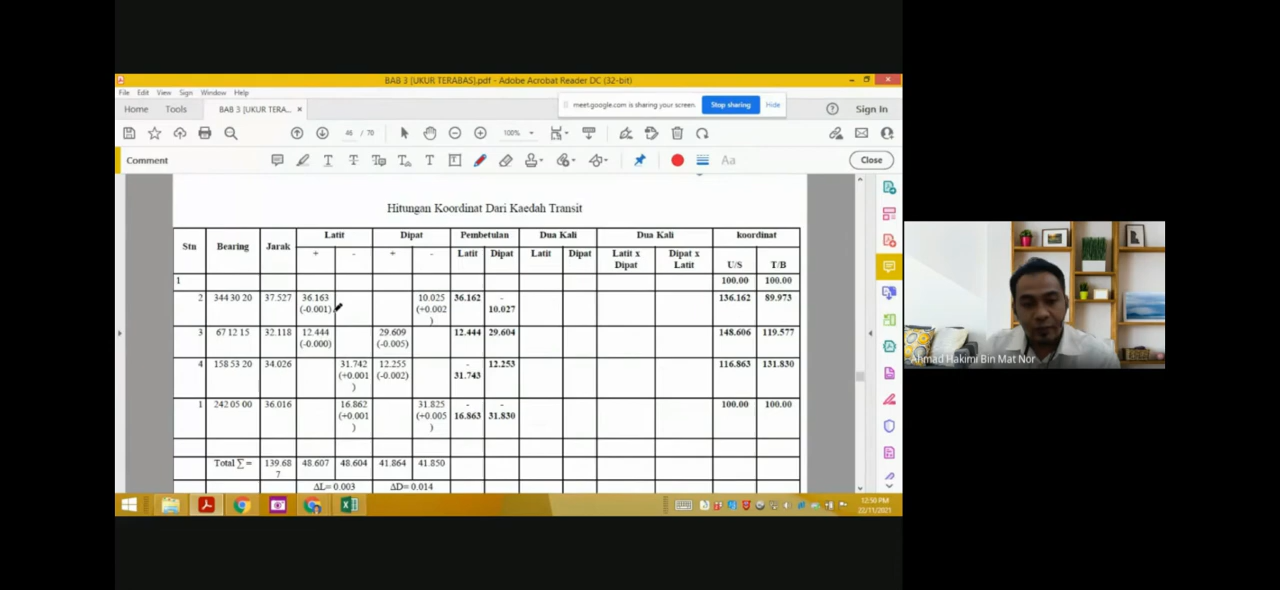 BAB 3 [UKUR TERABAS].pdf - Adobe Acrobat Reader DC (32-bit)
File Edit View Sign Window Help
Home Tools BAB 3 [UKUR TERA... ×
meet.google.com is sharing your screen. Stop sharing Hide
Sign In
46 / 70 100%
Comment Aa Close
Hitungan Koordinat Dari Kaedah Transit
Stn Bearing Jarak Latit Dipat Pembetulan Dua Kali Dua Kali koordinat
+ - + - Latit Dipat Latit Dipat Latit x Dipat Dipat x Latit U/S T/B
1 100.00 100.00
2 344 30 20 37.527 36.163 (-0.001) 10.025 (+0.002) 36.162 -10.027 136.162 89.973
3 67 12 15 32.118 12.444 (-0.000) 29.609 (-0.005) 12.444 29.604 148.606 119.577
4 158 53 20 34.026 31.742 (+0.001) 12.255 (-0.002) -31.743 12.253 116.863 131.830
1 242 05 00 36.016 16.862 (+0.001) 31.825 (+0.005) -16.863 -31.830 100.00 100.00
Total ∑ = 139.687 48.607 48.604 41.864 41.850
ΔL= 0.003 ΔD= 0.014
12:50 PM
22/11/2021
Ahmad Hakimi Bin Mat Nor